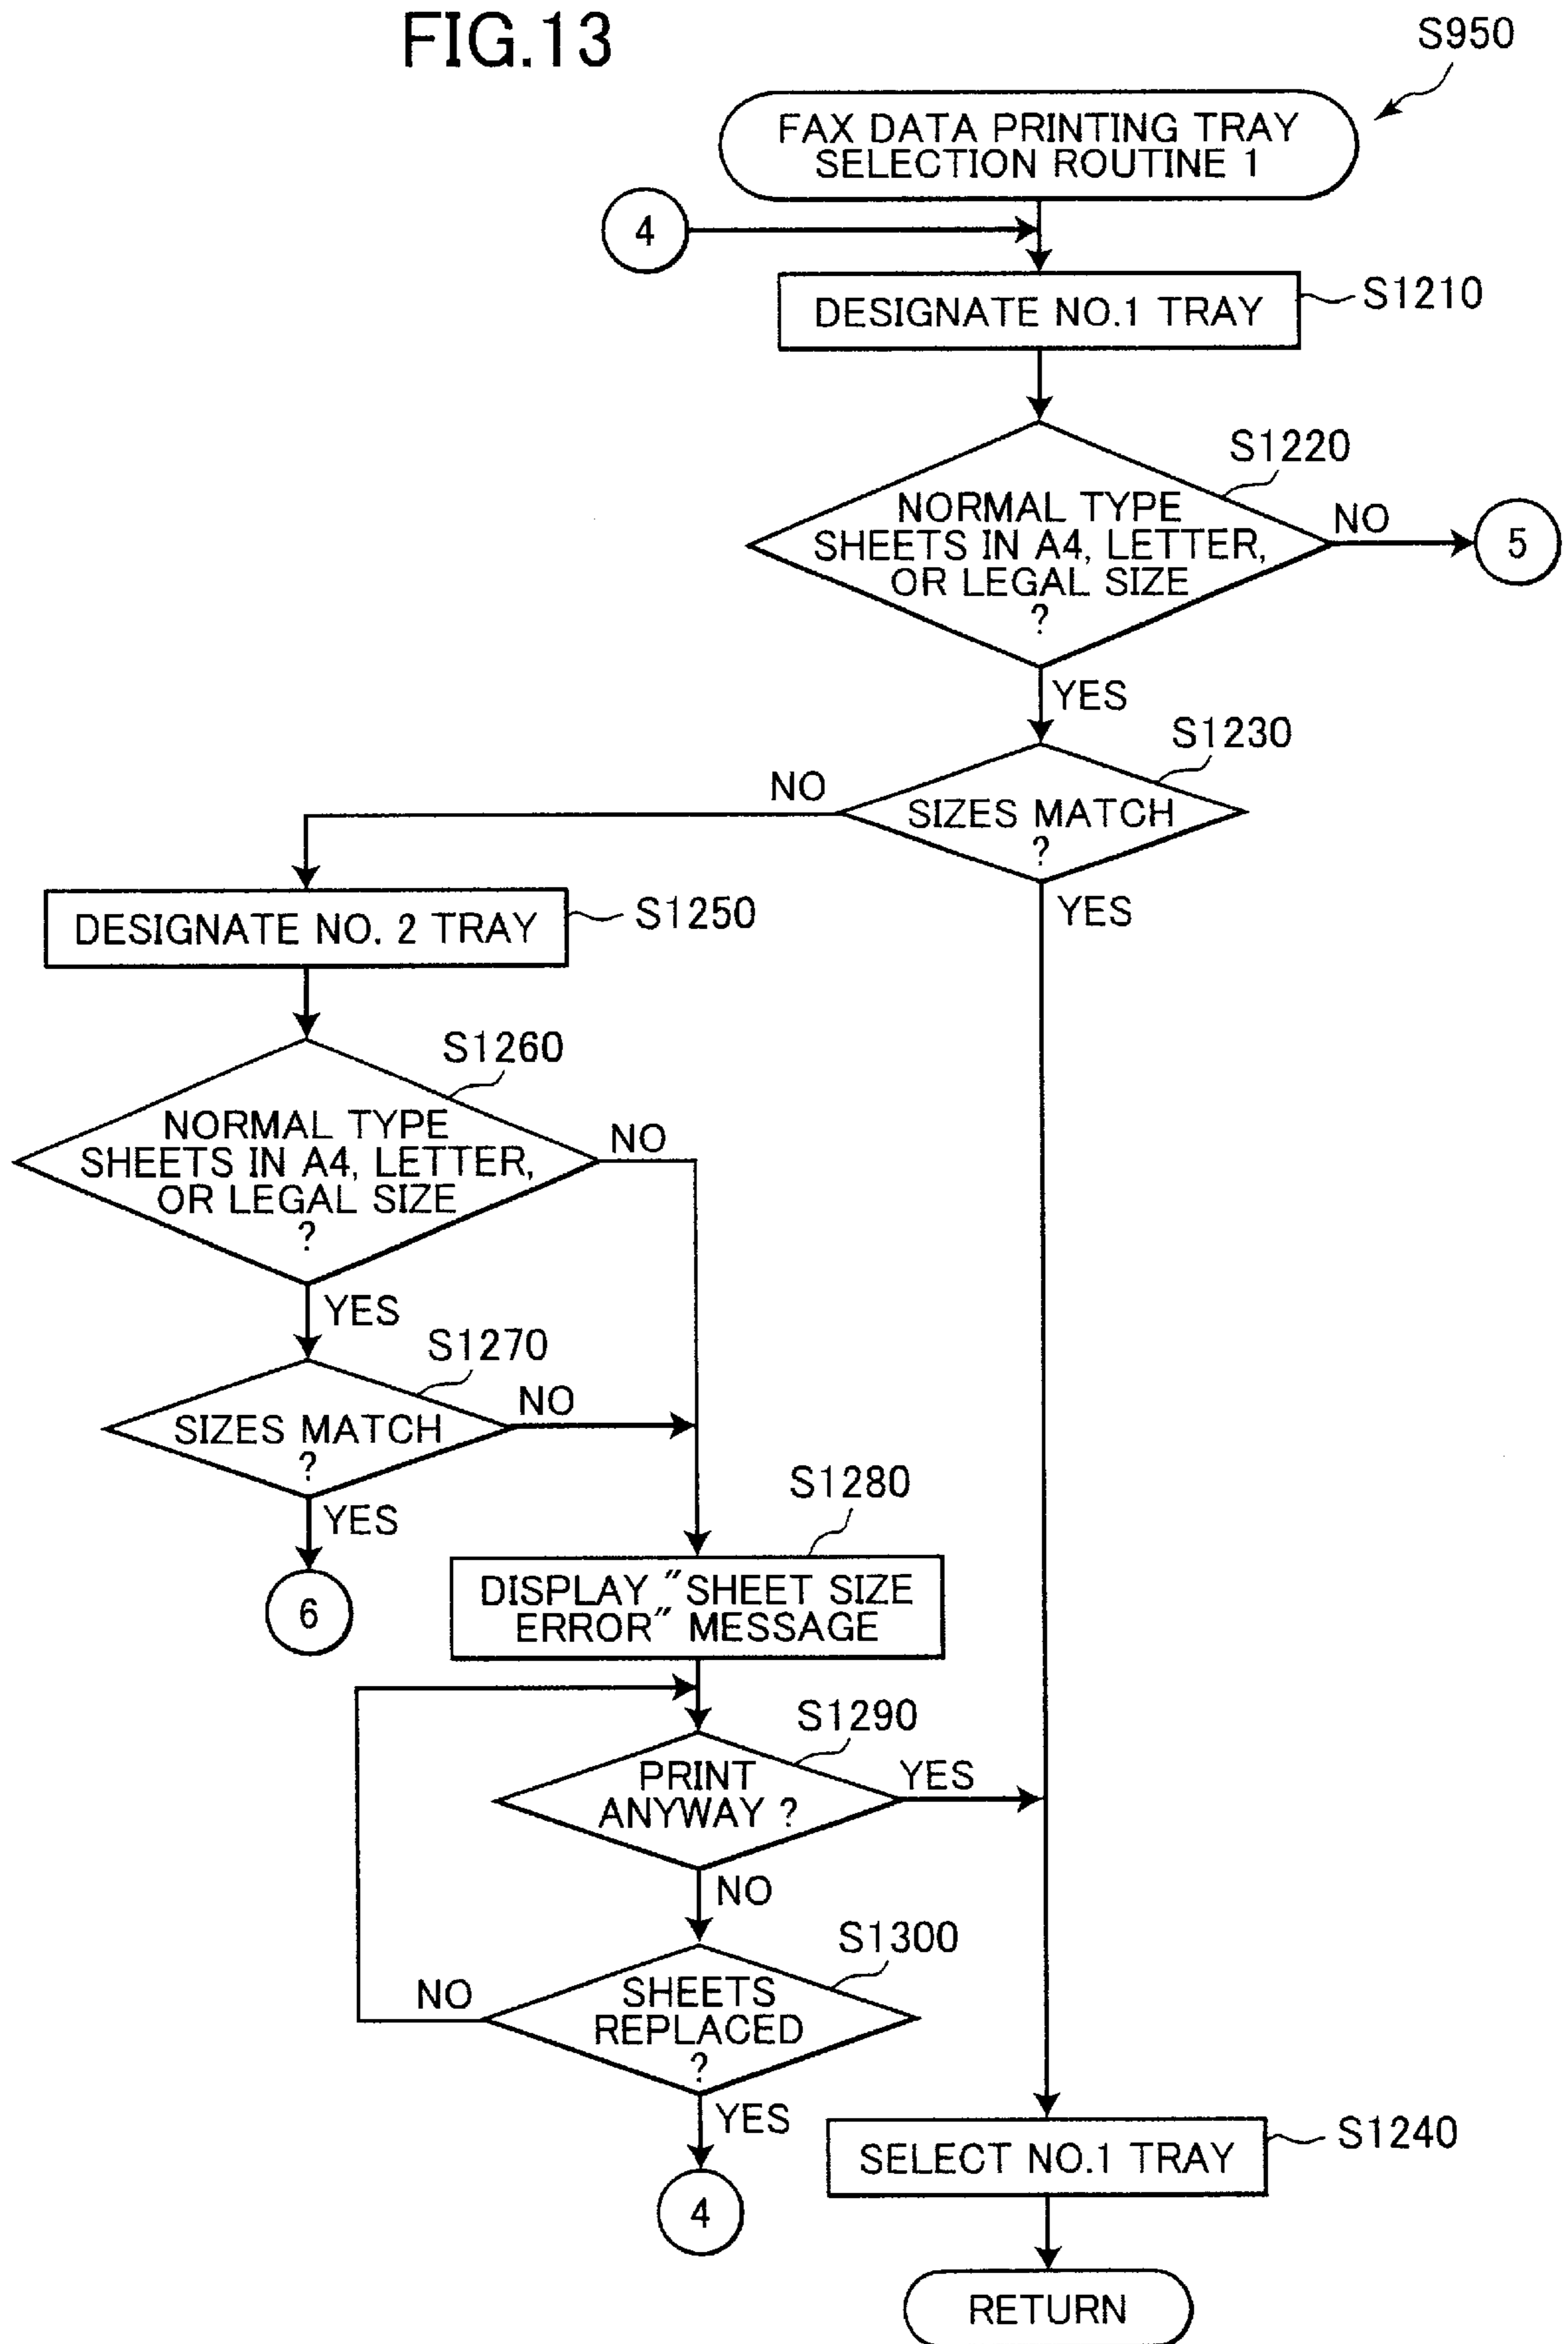 FIG.13
S950
FAX DATA PRINTING TRAY
SELECTION ROUTINE 1
4
DESIGNATE NO.1 TRAY
S1210
S1220
NORMAL TYPE
SHEETS IN A4, LETTER,
OR LEGAL SIZE
?
NO
5
YES
S1230
SIZES MATCH
?
NO
YES
DESIGNATE NO. 2 TRAY
S1250
S1260
NORMAL TYPE
SHEETS IN A4, LETTER,
OR LEGAL SIZE
?
NO
YES
S1270
SIZES MATCH
?
NO
YES
6
S1280
DISPLAY "SHEET SIZE
ERROR" MESSAGE
S1290
PRINT
ANYWAY ?
YES
NO
S1300
SHEETS
REPLACED
?
NO
YES
4
SELECT NO.1 TRAY
S1240
RETURN